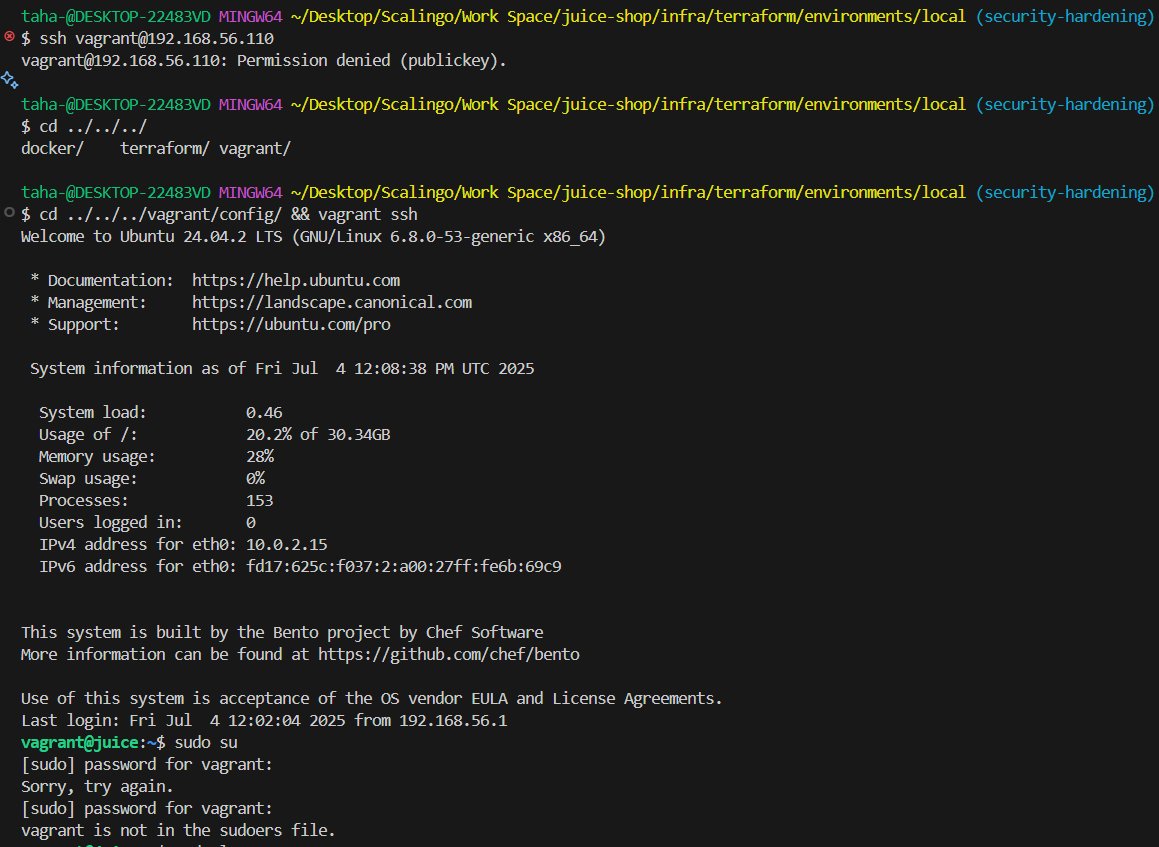 taha-@DESKTOP-22483VD MINGW64 ~/Desktop/Scalingo/Work Space/juice-shop/infra/terraform/environments/local (security-hardening)
$ ssh vagrant@192.168.56.110
vagrant@192.168.56.110: Permission denied (publickey).
taha-@DESKTOP-22483VD MINGW64 ~/Desktop/Scalingo/Work Space/juice-shop/infra/terraform/environments/local (security-hardening)
$ cd ../../../
docker/    terraform/ vagrant/
taha-@DESKTOP-22483VD MINGW64 ~/Desktop/Scalingo/Work Space/juice-shop/infra/terraform/environments/local (security-hardening)
$ cd ../../../vagrant/config/ && vagrant ssh
Welcome to Ubuntu 24.04.2 LTS (GNU/Linux 6.8.0-53-generic x86_64)
* Documentation:  https://help.ubuntu.com
* Management:     https://landscape.canonical.com
* Support:        https://ubuntu.com/pro
System information as of Fri Jul  4 12:08:38 PM UTC 2025
System load:           0.46
Usage of /:            20.2% of 30.34GB
Memory usage:          28%
Swap usage:            0%
Processes:             153
Users logged in:       0
IPv4 address for eth0: 10.0.2.15
IPv6 address for eth0: fd17:625c:f037:2:a00:27ff:fe6b:69c9
This system is built by the Bento project by Chef Software
More information can be found at https://github.com/chef/bento
Use of this system is acceptance of the OS vendor EULA and License Agreements.
Last login: Fri Jul  4 12:02:04 2025 from 192.168.56.1
vagrant@juice:~$ sudo su
[sudo] password for vagrant:
Sorry, try again.
[sudo] password for vagrant:
vagrant is not in the sudoers file.